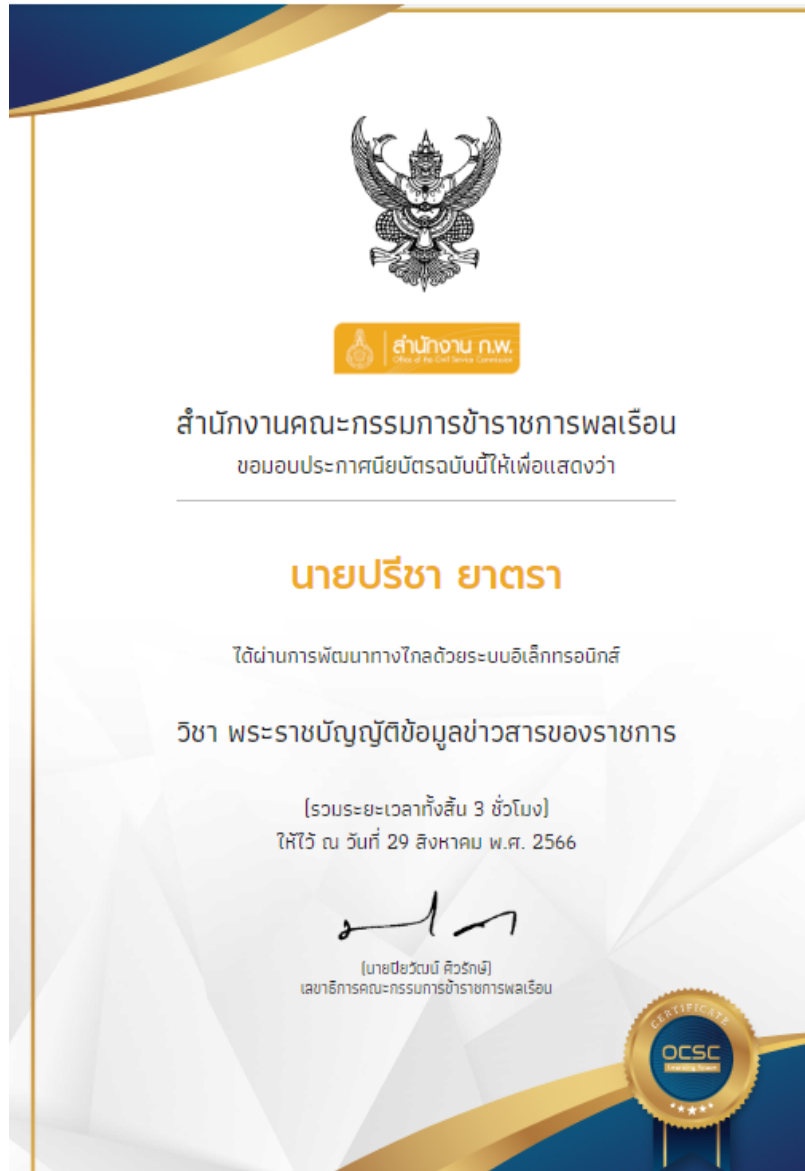 สำนักงาน ก.พ.
Office of the Civil Service Commission
สำนักงานคณะกรรมการข้าราชการพลเรือน
ขอมอบประกาศนียบัตรฉบับนี้ให้เพื่อแสดงว่า
นายปรีชา ยาตรา
ได้ผ่านการพัฒนาทางไกลด้วยระบบอิเล็กทรอนิกส์
วิชา พระราชบัญญัติข้อมูลข่าวสารของราชการ
(รวมระยะเวลาทั้งสิ้น 3 ชั่วโมง)
ให้ไว้ ณ วันที่ 29 สิงหาคม พ.ศ. 2566
(นายปิยวัฒน์ ศิวรักษ์)
เลขาธิการคณะกรรมการข้าราชการพลเรือน
CERTIFICATE
OCSC